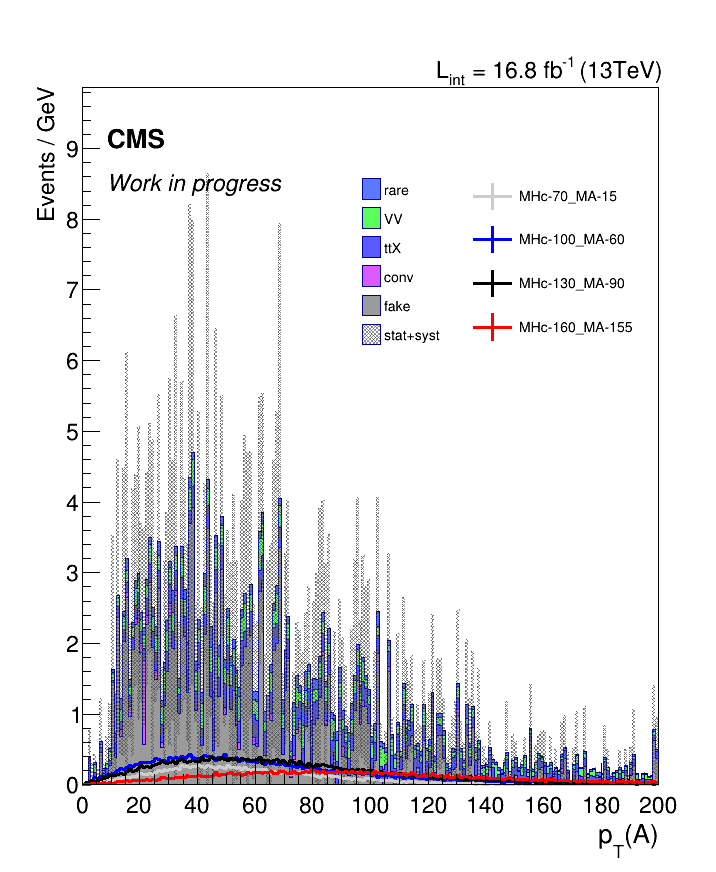 L_int = 16.8 fb^-1 (13TeV)
Events / GeV
CMS
Work in progress
rare
VV
ttX
conv
fake
stat+syst
MHc-70_MA-15
MHc-100_MA-60
MHc-130_MA-90
MHc-160_MA-155
9
8
7
6
5
4
3
2
1
0
0 20 40 60 80 100 120 140 160 180 200
p_T(A)